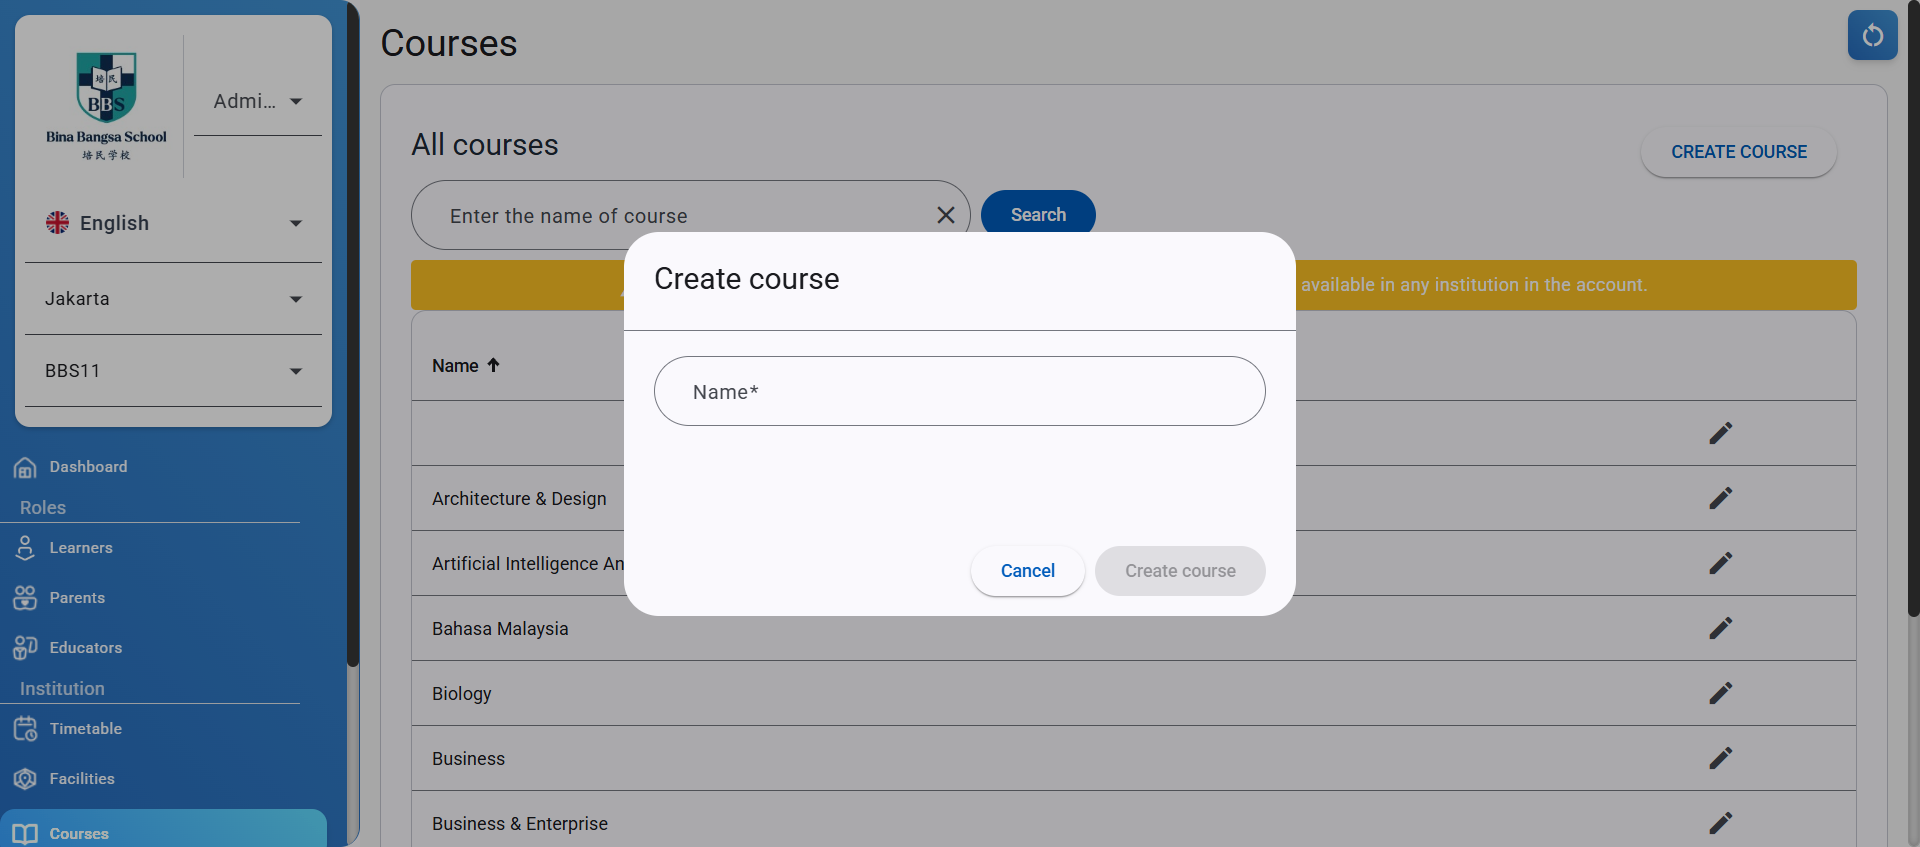 培民
BBS
Bina Bangsa School
培民学校
Admi...
English
Jakarta
BBS11
Dashboard
Roles
Learners
Parents
Educators
Institution
Timetable
Facilities
Courses
Courses
All courses
CREATE COURSE
Enter the name of course
Search
available in any institution in the account.
Name
Architecture & Design
Artificial Intelligence An
Bahasa Malaysia
Biology
Business
Business & Enterprise
Create course
Name*
Cancel
Create course